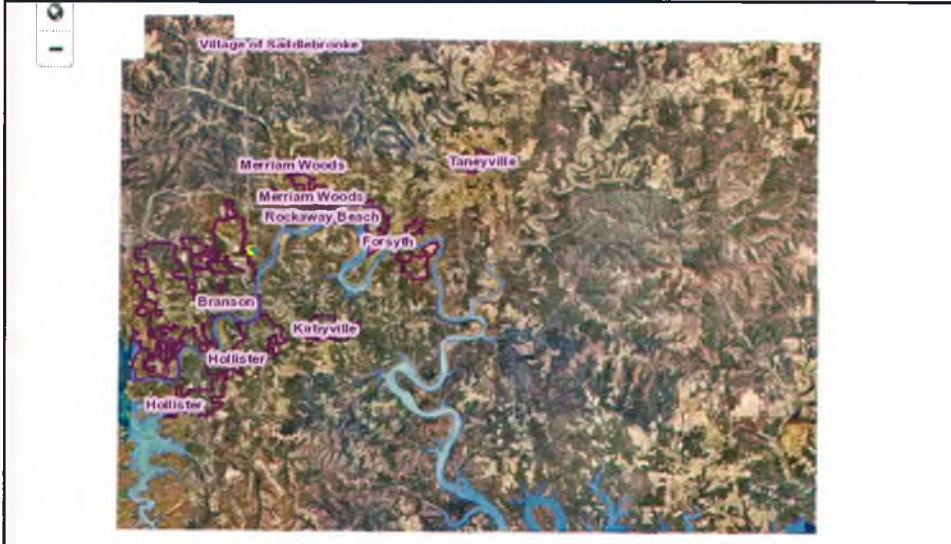 Village of Saddlebrooke
Merriam Woods
Taneyville
Merriam Woods
Rockaway Beach
Forsyth
Branson
Kirbyville
Hollister
Hollister